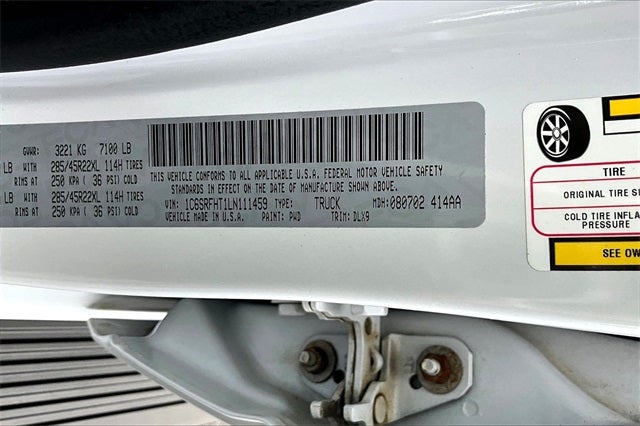 GVWR: 3221 KG 7100 LB
LB WITH 285/45R22XL 114H TIRES
RIMS AT 250 KPA ( 36 PSI) COLD
LB WITH 285/45R22XL 114H TIRES
RIMS AT 250 KPA ( 36 PSI) COLD
THIS VEHICLE CONFORMS TO ALL APPLICABLE U.S.A. FEDERAL MOTOR VEHICLE SAFETY
STANDARDS IN EFFECT ON THE DATE OF MANUFACTURE SHOWN ABOVE.
VIN: 1C6SRFHT1LN111459 TYPE: TRUCK MDH:080702 414AA
VEHICLE MADE IN U.S.A. PAINT: PWD TRIM: DLX9
TIRE
ORIGINAL TIRE SI
COLD TIRE INFLA
PRESSURE
SEE OW